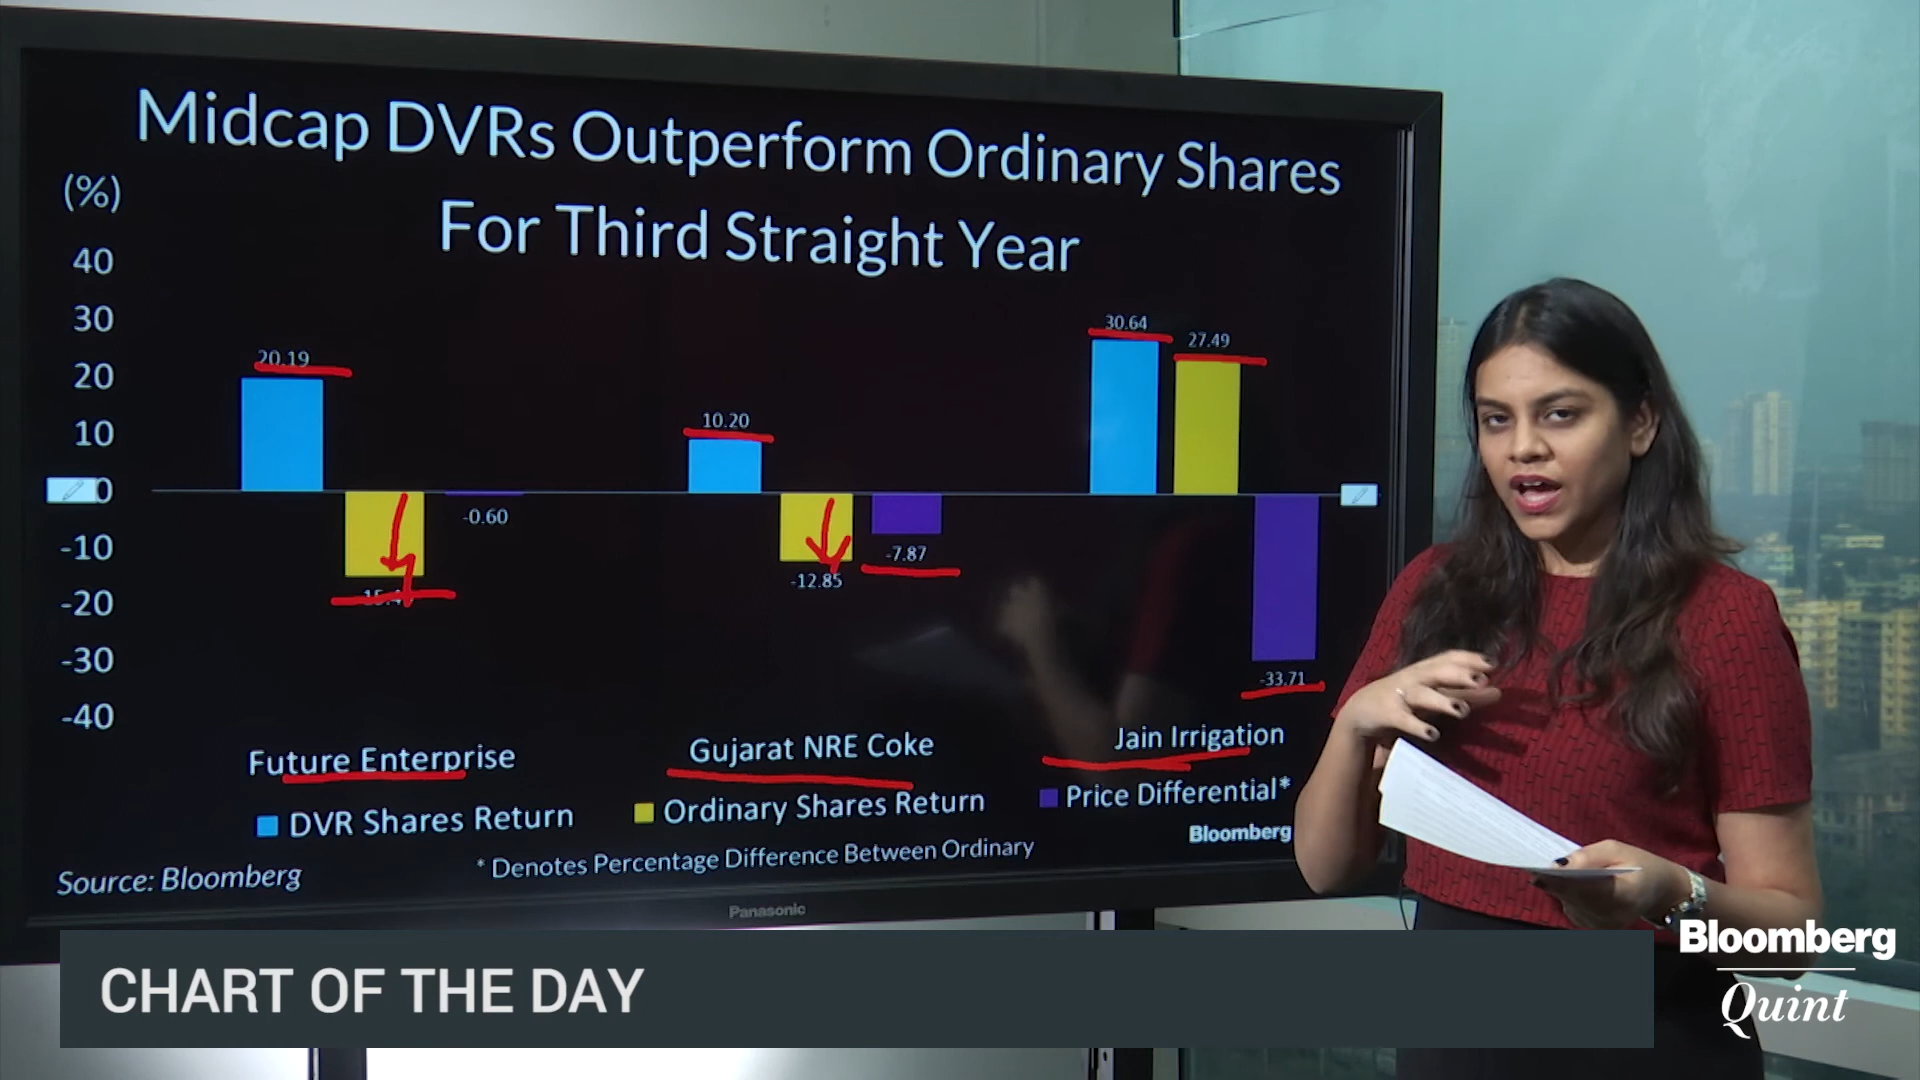 Midcap DVRs Outperform Ordinary Shares
For Third Straight Year
(%)
40
30
20
10
0
-10
-20
-30
-40
20.19
-0.60
10.20
-12.85
-7.87
30.64
27.49
-33.71
Future Enterprise
Gujarat NRE Coke
Jain Irrigation
DVR Shares Return
Ordinary Shares Return
Price Differential*
Bloomberg
* Denotes Percentage Difference Between Ordinary
Source: Bloomberg
Panasonic
CHART OF THE DAY
Bloomberg
Quint